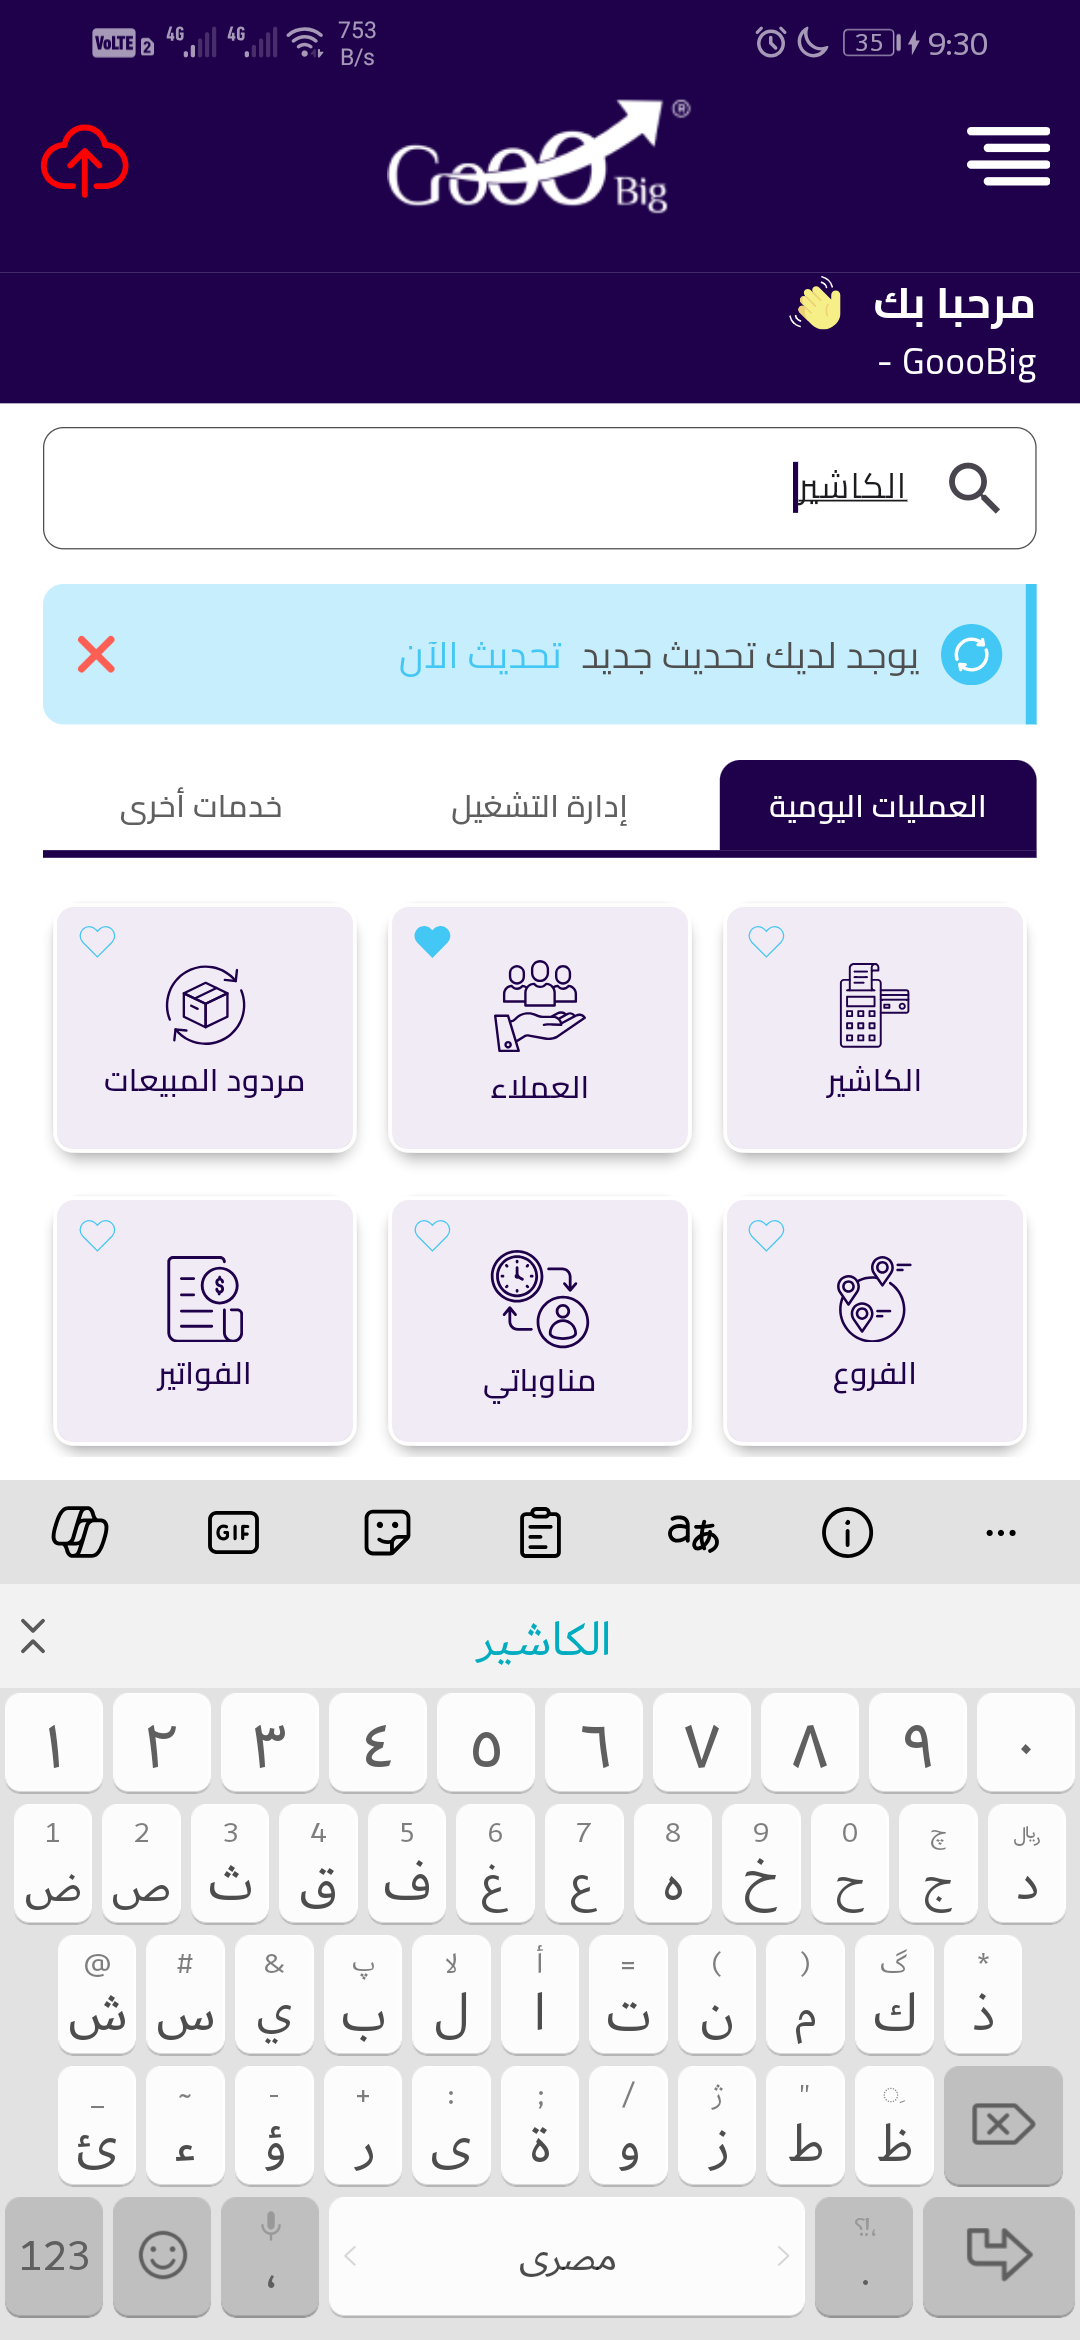 VoLTE 2 4G 4G 753 B/s 35 9:30
GoooBig®
مرحبا بك 👋
GoooBig -
الكاشير
يوجد لديك تحديث جديد تحديث الآن
العمليات اليومية إدارة التشغيل خدمات أخرى
الكاشير العملاء مردود المبيعات
الفروع مناوباتي الفواتير
GIF aあ
الكاشير
١ ٢ ٣ ٤ ٥ ٦ ٧ ٨ ٩ ٠
1 2 3 4 5 6 7 8 9 0 چ ﷼
ض ص ث ق ف غ ع ه خ ح ج د
@ # & پ لا أ = ( ) گ *
ش س ي ب ل ا ت ن م ك ذ
_ ~ - + : ; / ژ " ِ
ئ ء ؤ ر ى ة و ز ط ظ
123 ، مصرى . ،!؟